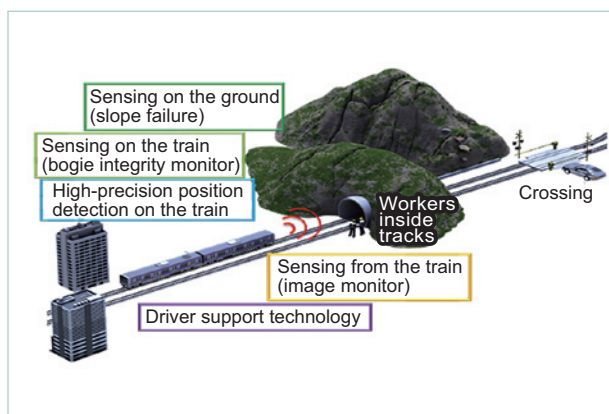 Sensing on the ground
(slope failure)
Sensing on the train
(bogie integrity monitor)
High-precision position
detection on the train
Workers
inside
tracks
Crossing
Sensing from the train
(image monitor)
Driver support technology